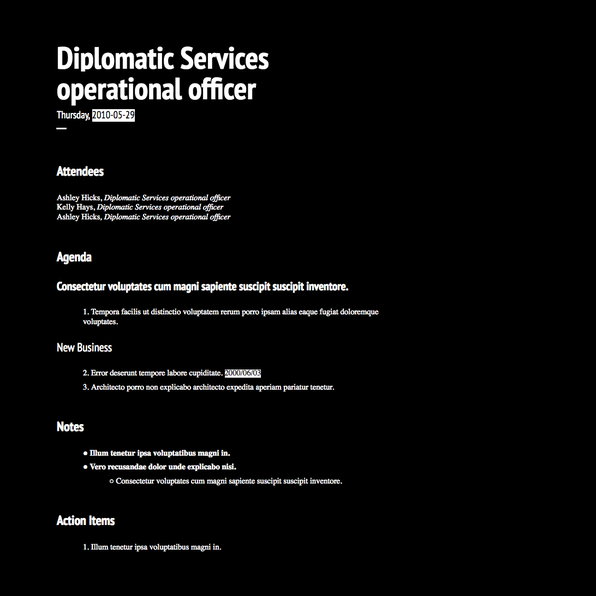 Diplomatic Services
operational officer
Thursday, 2010-05-29
Attendees
Ashley Hicks, Diplomatic Services operational officer
Kelly Hays, Diplomatic Services operational officer
Ashley Hicks, Diplomatic Services operational officer
Agenda
Consectetur voluptates cum magni sapiente suscipit suscipit inventore.
1. Tempora facilis ut distinctio voluptatem rerum porro ipsam alias eaque fugiat doloremque
voluptates.
New Business
2. Error deserunt tempore labore cupiditate. 2000/06/03
3. Architecto porro non explicabo architecto expedita aperiam pariatur tenetur.
Notes
● Illum tenetur ipsa voluptatibus magni in.
● Vero recusandae dolor unde explicabo nisi.
○ Consectetur voluptates cum magni sapiente suscipit suscipit inventore.
Action Items
1. Illum tenetur ipsa voluptatibus magni in.